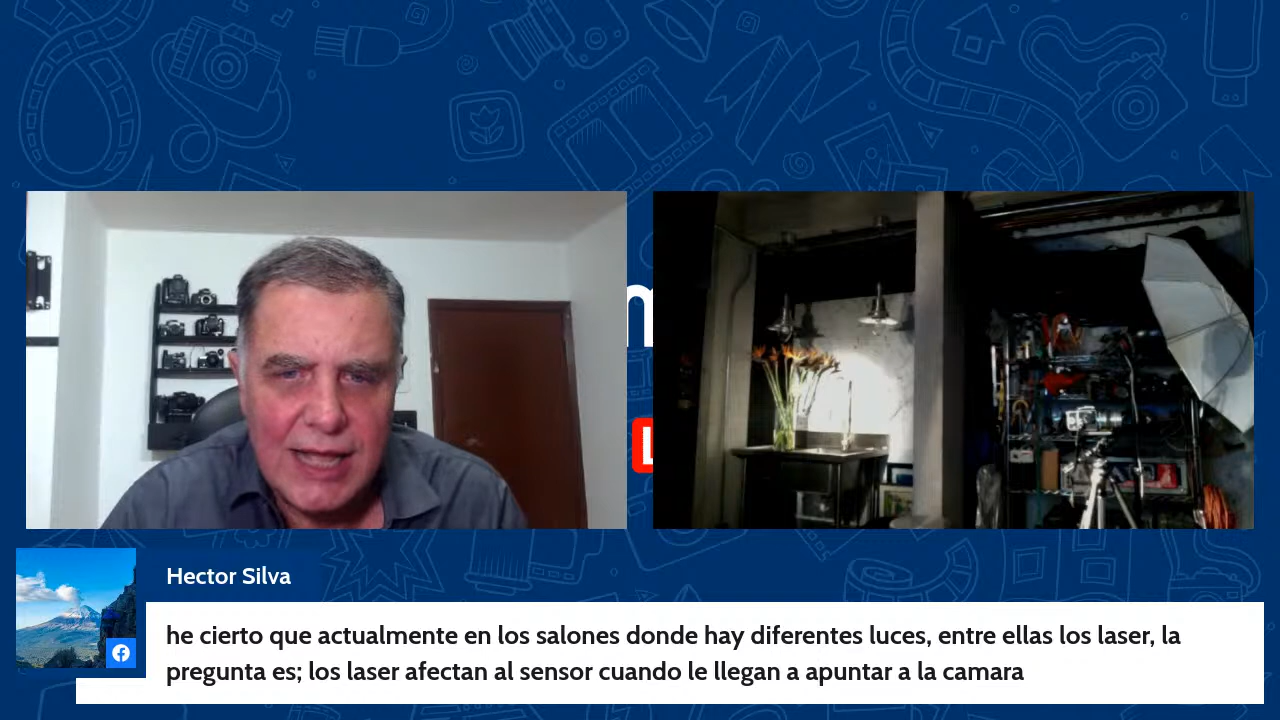 Hector Silva
he cierto que actualmente en los salones donde hay diferentes luces, entre ellas los laser, la
pregunta es; los laser afectan al sensor cuando le llegan a apuntar a la camara